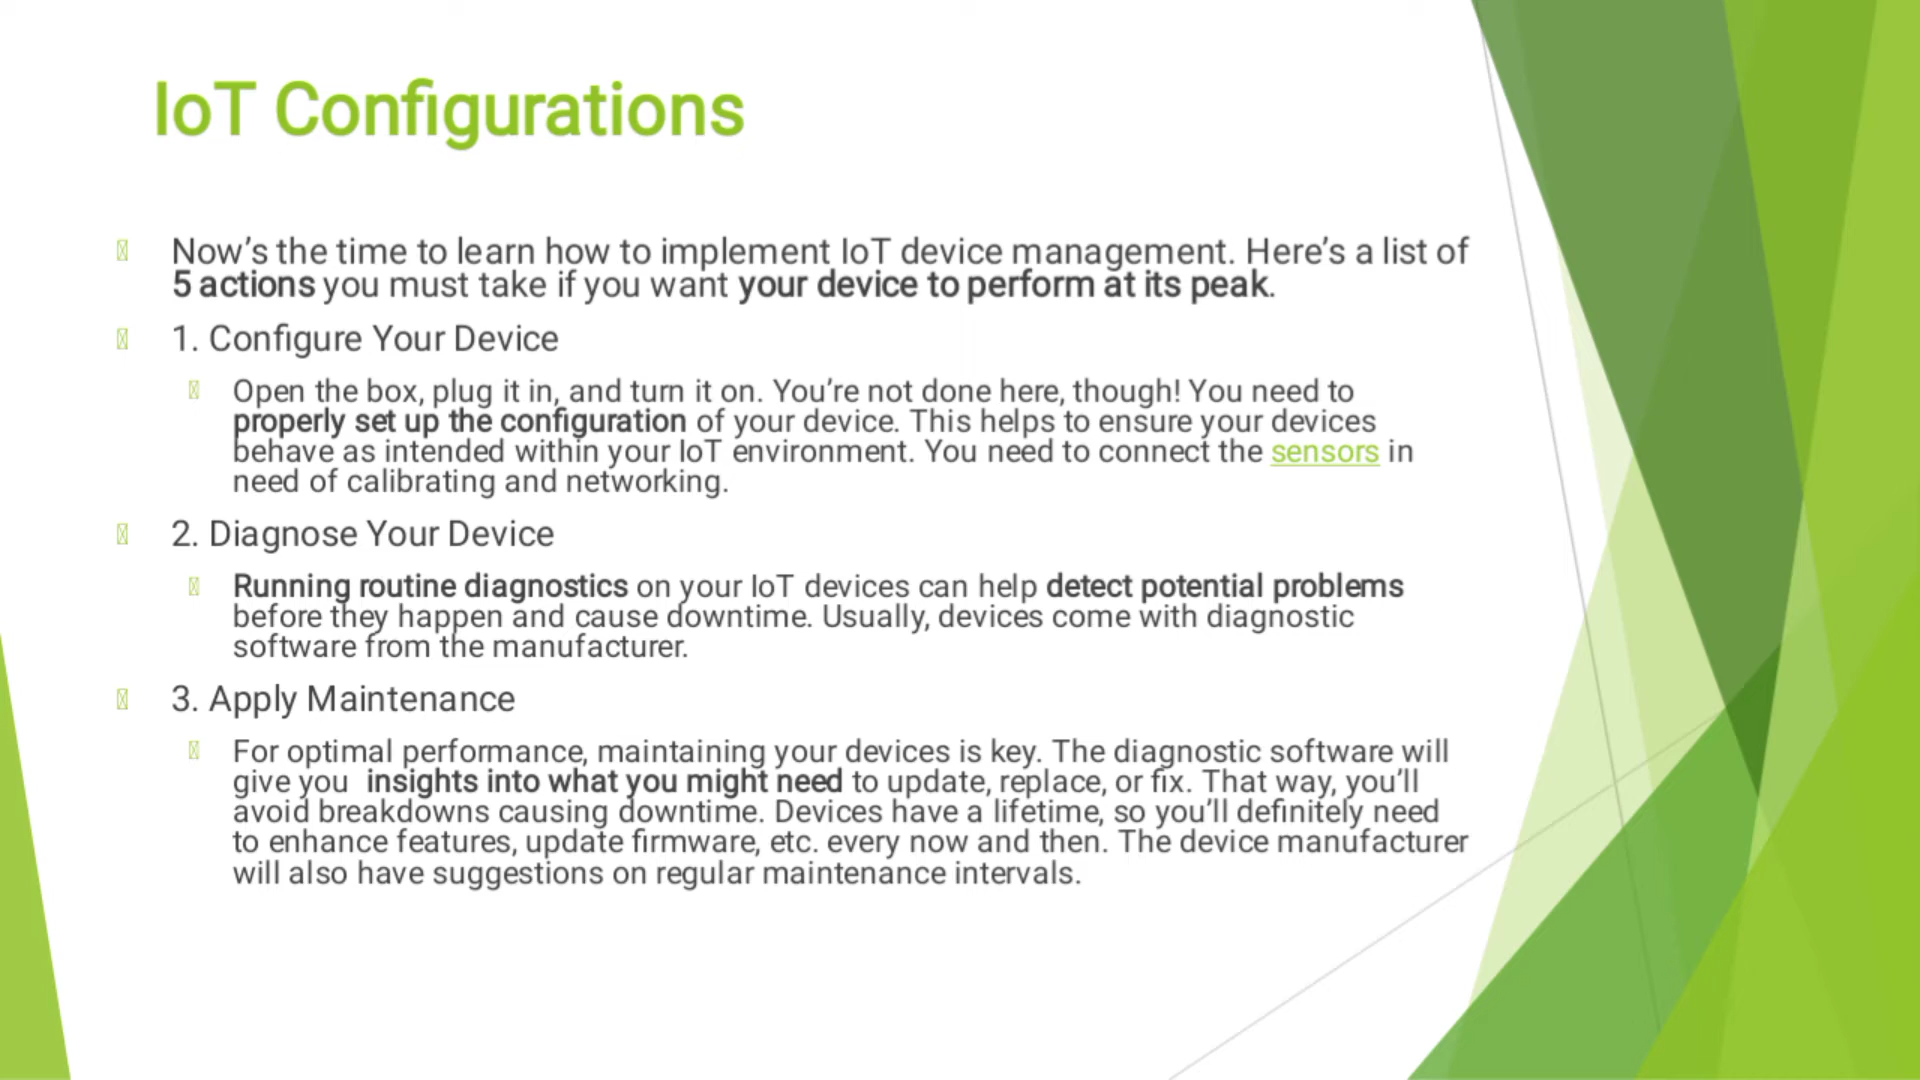 IoT Configurations
Now’s the time to learn how to implement IoT device management. Here’s a list of
5 actions you must take if you want your device to perform at its peak.
1. Configure Your Device
Open the box, plug it in, and turn it on. You’re not done here, though! You need to
properly set up the configuration of your device. This helps to ensure your devices
behave as intended within your IoT environment. You need to connect the sensors in
need of calibrating and networking.
2. Diagnose Your Device
Running routine diagnostics on your IoT devices can help detect potential problems
before they happen and cause downtime. Usually, devices come with diagnostic
software from the manufacturer.
3. Apply Maintenance
For optimal performance, maintaining your devices is key. The diagnostic software will
give you  insights into what you might need to update, replace, or fix. That way, you’ll
avoid breakdowns causing downtime. Devices have a lifetime, so you’ll definitely need
to enhance features, update firmware, etc. every now and then. The device manufacturer
will also have suggestions on regular maintenance intervals.